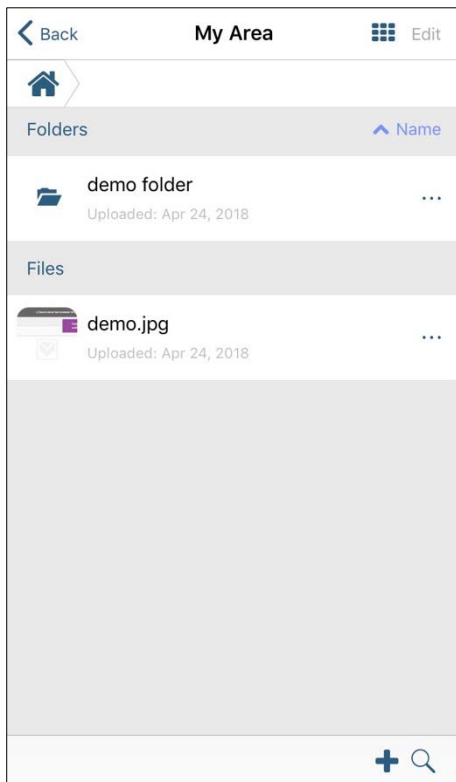 Back My Area Edit
Folders Name
demo folder
Uploaded: Apr 24, 2018
Files
demo.jpg
Uploaded: Apr 24, 2018